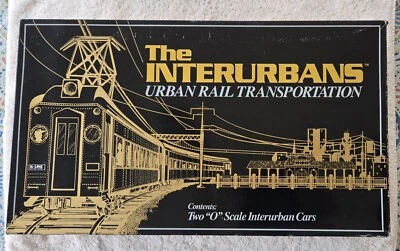 The
INTERURBANS™
URBAN RAIL TRANSPORTATION
Contents:
Two "O" Scale Interurban Cars